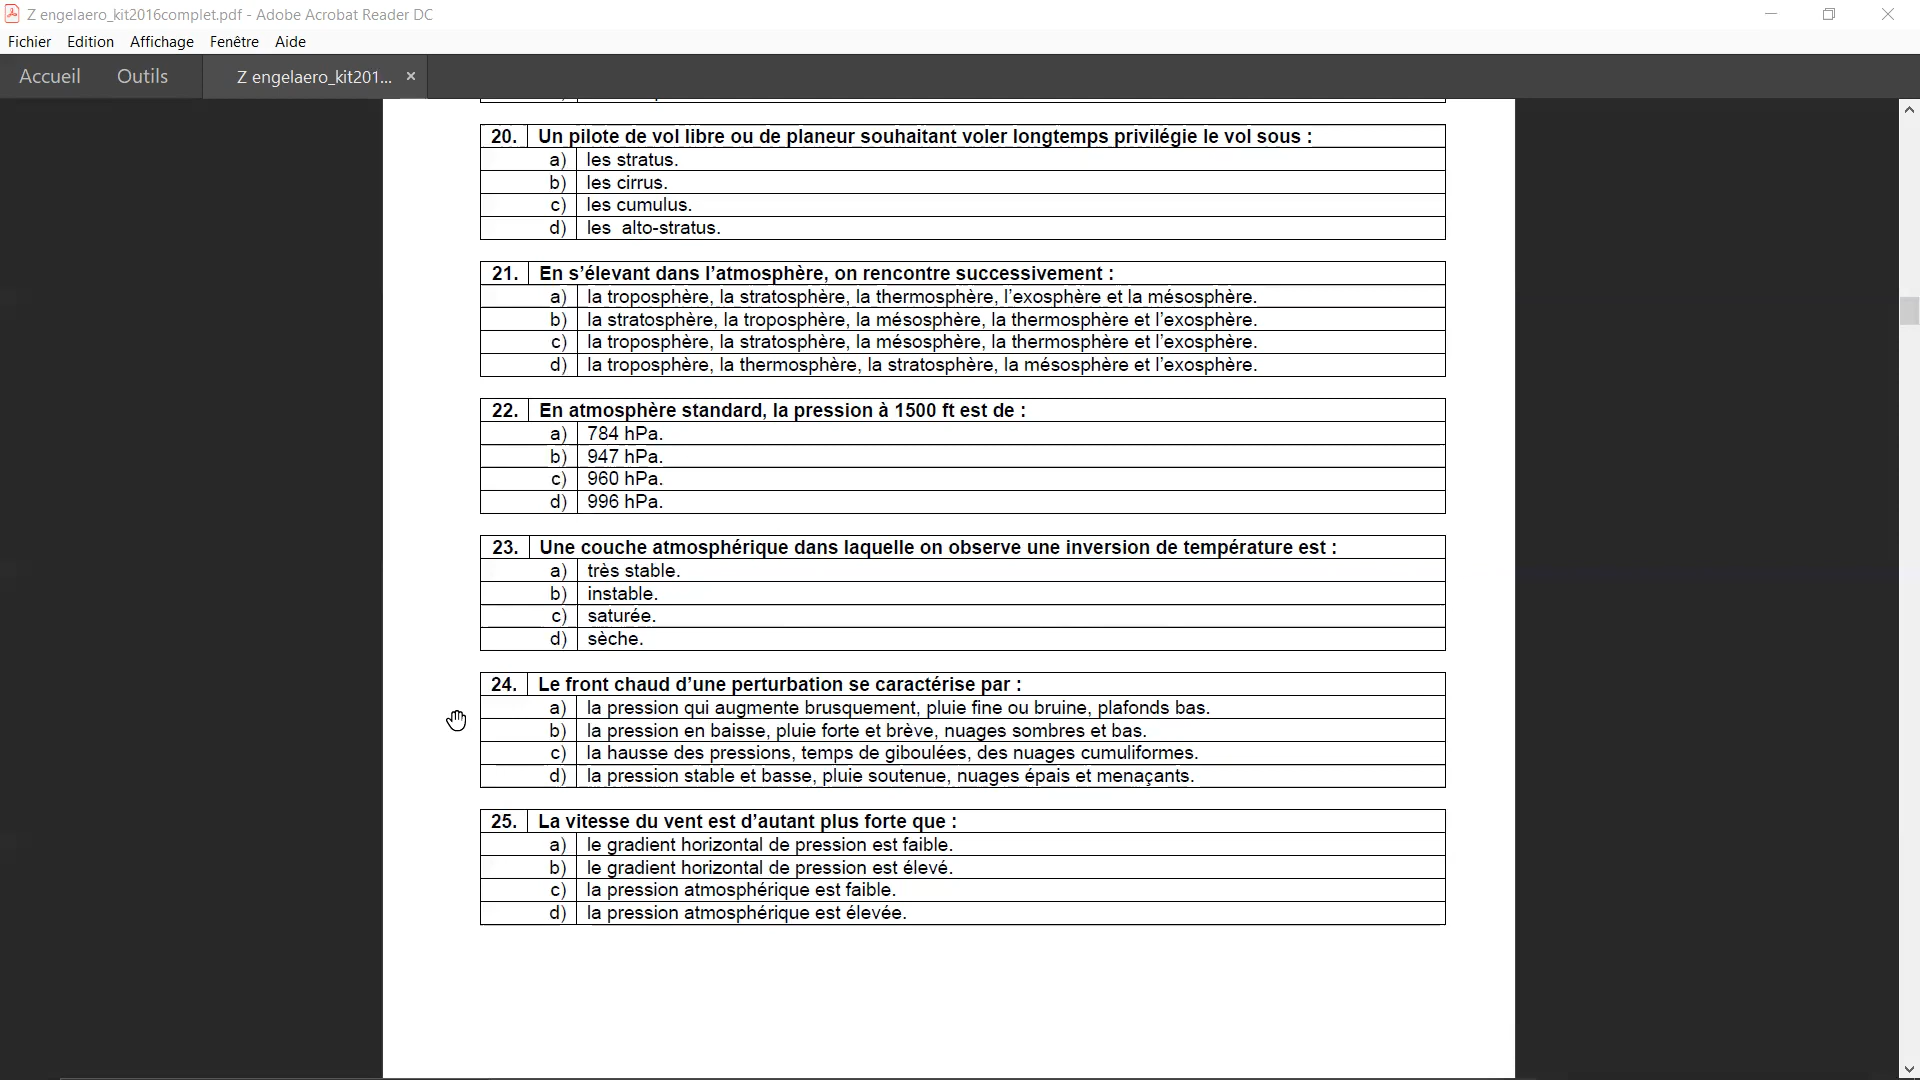 Z engelaero_kit2016complet.pdf - Adobe Acrobat Reader DC
Fichier Edition Affichage Fenêtre Aide
Accueil Outils Z engelaero_kit201... ×
20. Un pilote de vol libre ou de planeur souhaitant voler longtemps privilégie le vol sous :
a) les stratus.
b) les cirrus.
c) les cumulus.
d) les alto-stratus.
21. En s’élevant dans l’atmosphère, on rencontre successivement :
a) la troposphère, la stratosphère, la thermosphère, l’exosphère et la mésosphère.
b) la stratosphère, la troposphère, la mésosphère, la thermosphère et l’exosphère.
c) la troposphère, la stratosphère, la mésosphère, la thermosphère et l’exosphère.
d) la troposphère, la thermosphère, la stratosphère, la mésosphère et l’exosphère.
22. En atmosphère standard, la pression à 1500 ft est de :
a) 784 hPa.
b) 947 hPa.
c) 960 hPa.
d) 996 hPa.
23. Une couche atmosphérique dans laquelle on observe une inversion de température est :
a) très stable.
b) instable.
c) saturée.
d) sèche.
24. Le front chaud d’une perturbation se caractérise par :
a) la pression qui augmente brusquement, pluie fine ou bruine, plafonds bas.
b) la pression en baisse, pluie forte et brève, nuages sombres et bas.
c) la hausse des pressions, temps de giboulées, des nuages cumuliformes.
d) la pression stable et basse, pluie soutenue, nuages épais et menaçants.
25. La vitesse du vent est d’autant plus forte que :
a) le gradient horizontal de pression est faible.
b) le gradient horizontal de pression est élevé.
c) la pression atmosphérique est faible.
d) la pression atmosphérique est élevée.